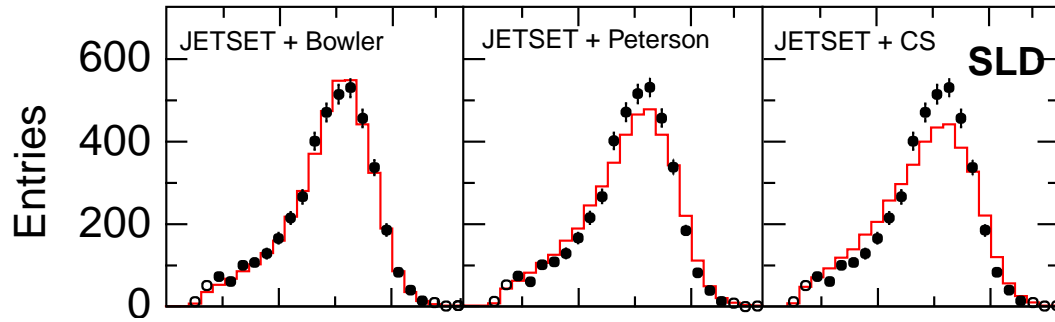 JETSET + Bowler
JETSET + Peterson
JETSET + CS
SLD
600
400
200
0
Entries